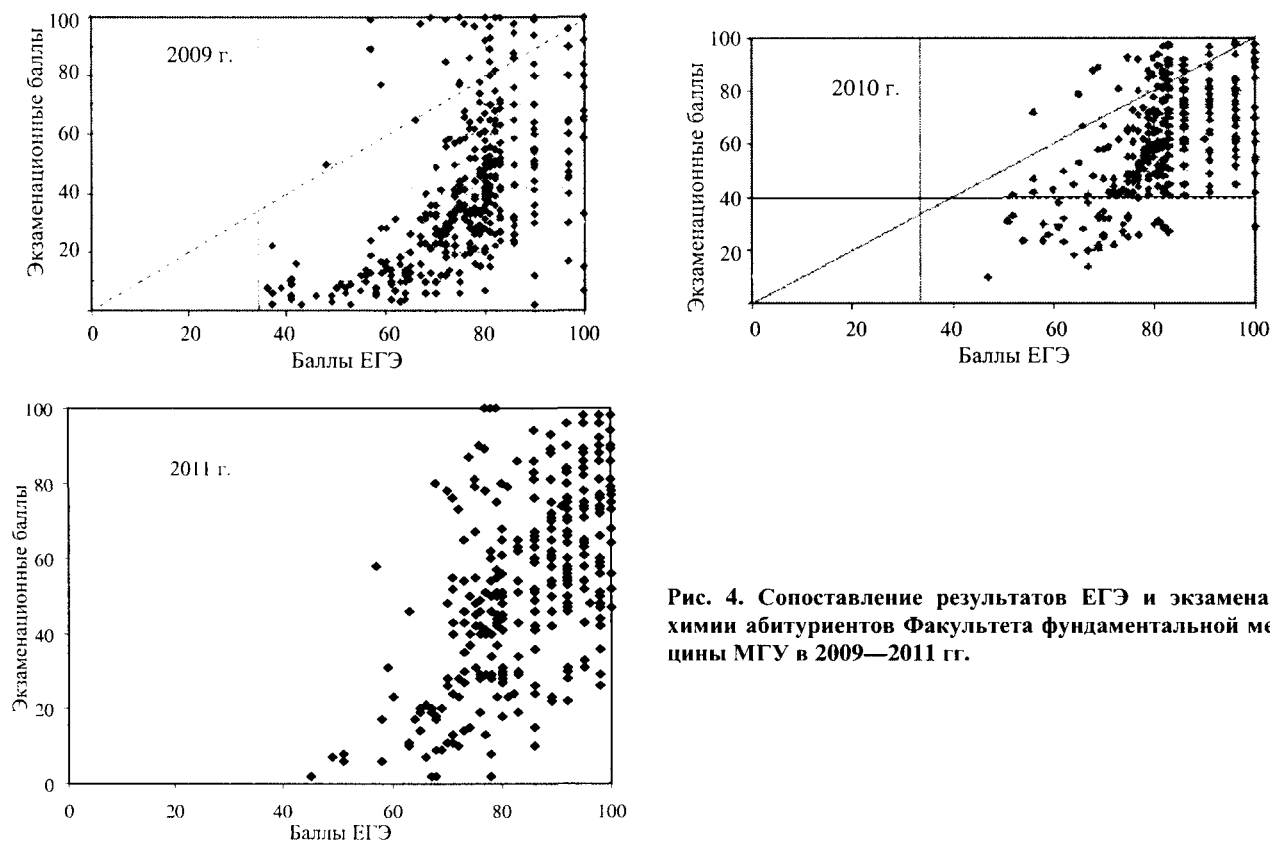 100
80
60
40
20
0
20
40
60
80
100
2009 г.
Экзаменационные баллы
Баллы ЕГЭ
100
80
60
40
20
0
20
40
60
80
100
2010 г.
Экзаменационные баллы
Баллы ЕГЭ
100
80
60
40
20
0
0
20
40
60
80
100
2011 г.
Экзаменационные баллы
Баллы ЕГЭ
Рис. 4. Сопоставление результатов ЕГЭ и экзамена
химии абитуриентов Факультета фундаментальной ме
цины МГУ в 2009—2011 гг.